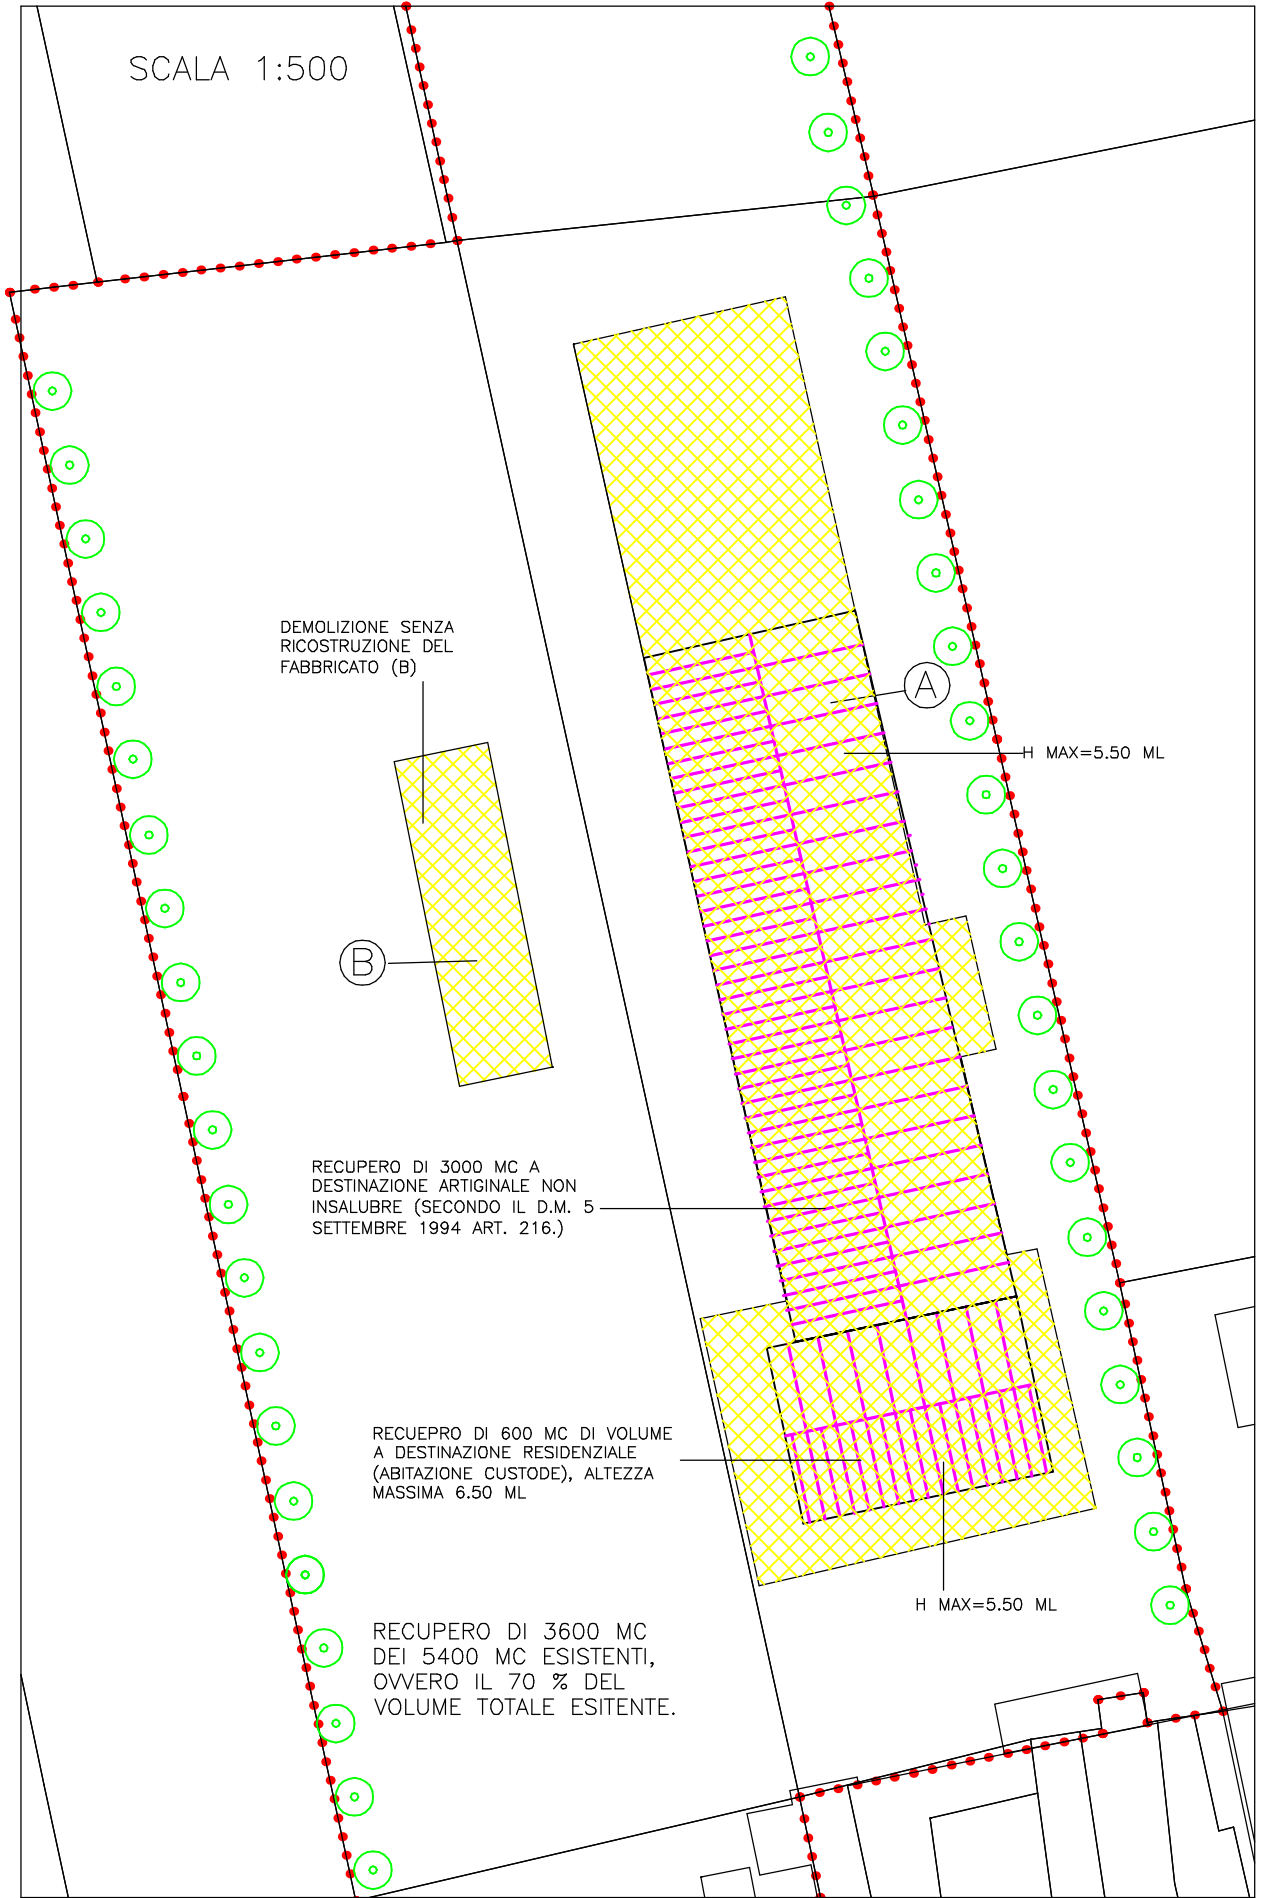 SCALA 1:500
DEMOLIZIONE SENZA
RICOSTRUZIONE DEL
FABBRICATO (B)
A
H MAX=5.50 ML
B
RECUPERO DI 3000 MC A
DESTINAZIONE ARTIGINALE NON
INSALUBRE (SECONDO IL D.M. 5
SETTEMBRE 1994 ART. 216.)
RECUEPRO DI 600 MC DI VOLUME
A DESTINAZIONE RESIDENZIALE
(ABITAZIONE CUSTODE), ALTEZZA
MASSIMA 6.50 ML
H MAX=5.50 ML
RECUPERO DI 3600 MC
DEI 5400 MC ESISTENTI,
OVVERO IL 70 % DEL
VOLUME TOTALE ESITENTE.